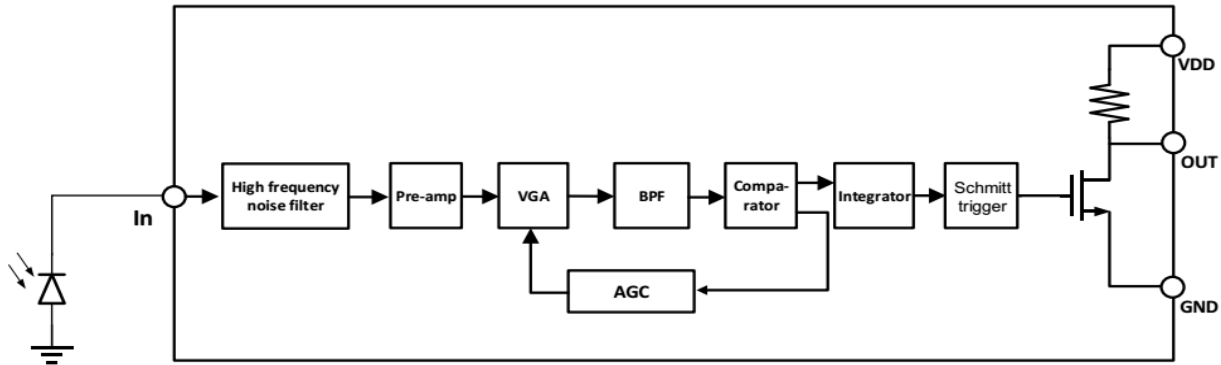 VDD
OUT
High frequency
noise filter
Pre-amp
VGA
BPF
Compa-
rator
Integrator
Schmitt
trigger
In
AGC
GND